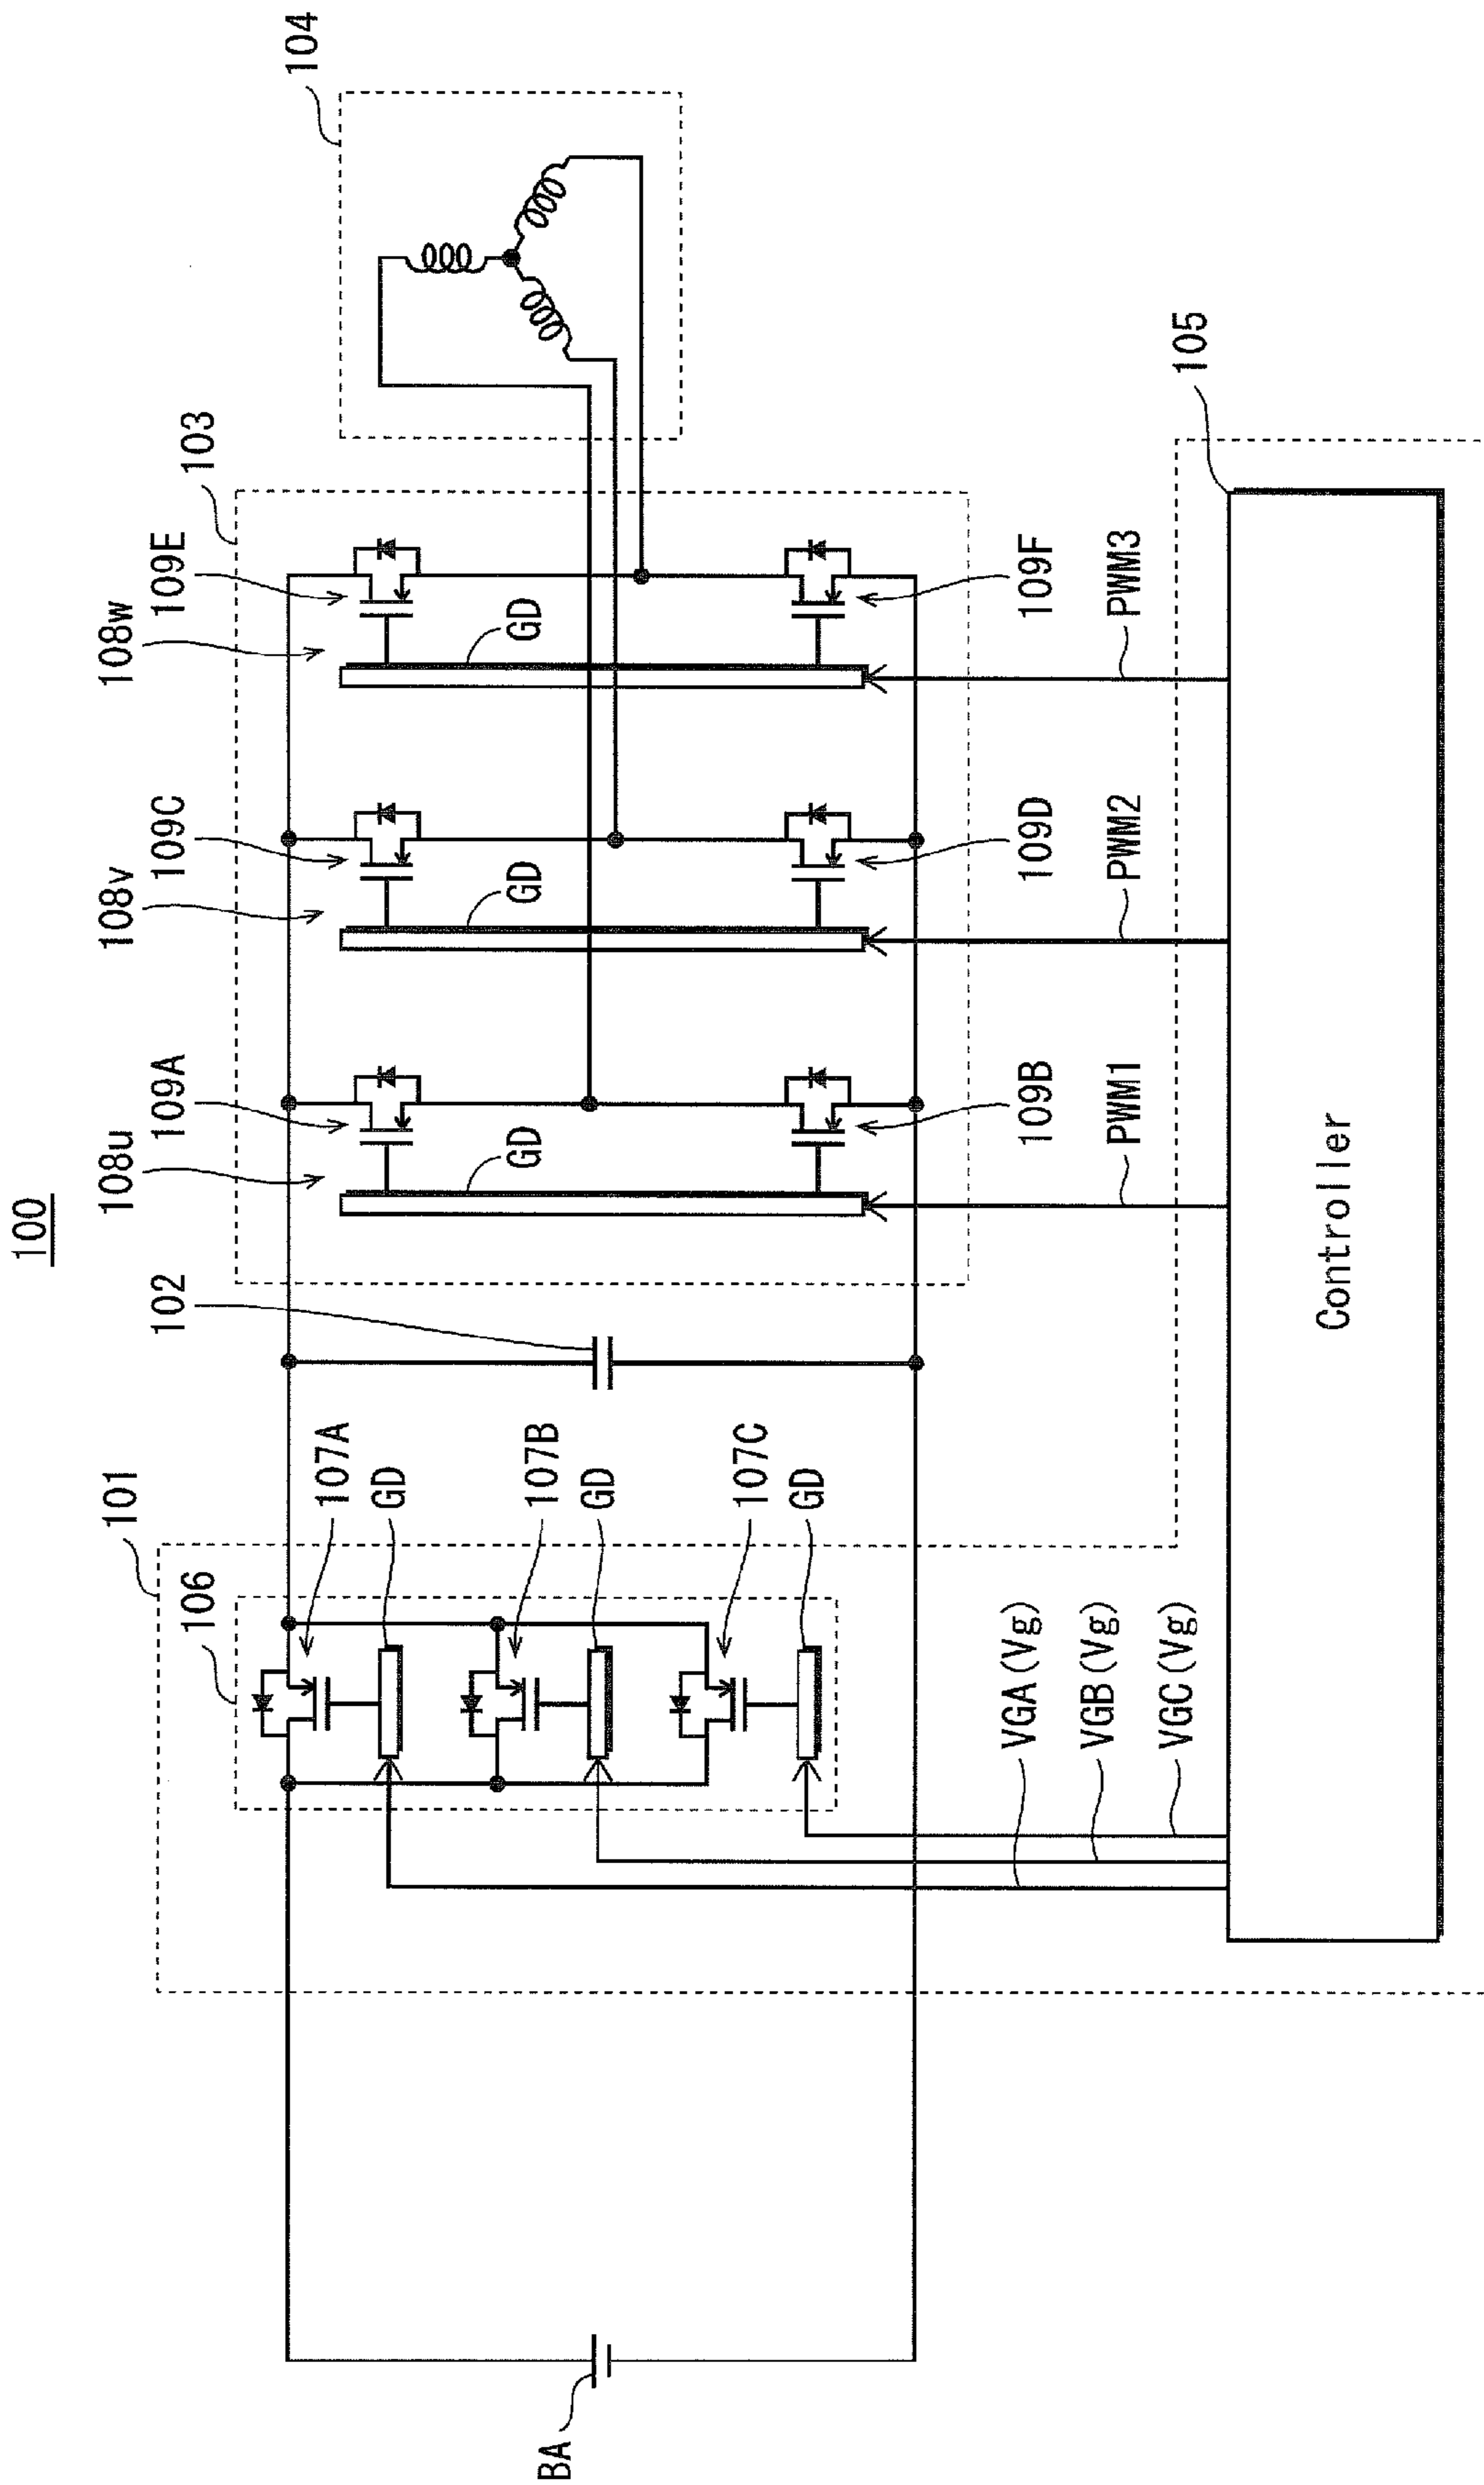 100
101
106
107A
GD
107B
GD
107C
GD
VGA(Vg)
VGB(Vg)
VGC(Vg)
BA
102
103
108u
109A
GD
109B
PWM1
108v
109C
GD
109D
PWM2
108w
109E
GD
109F
PWM3
104
105
Controller